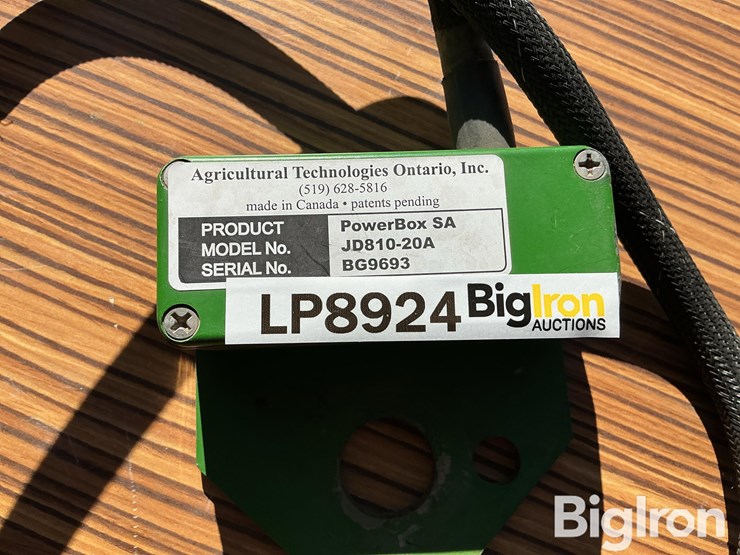 Agricultural Technologies Ontario, Inc.
(519) 628-5816
made in Canada • patents pending
PRODUCT PowerBox SA
MODEL No. JD810-20A
SERIAL No. BG9693
LP8924 BigIron
AUCTIONS
BigIron